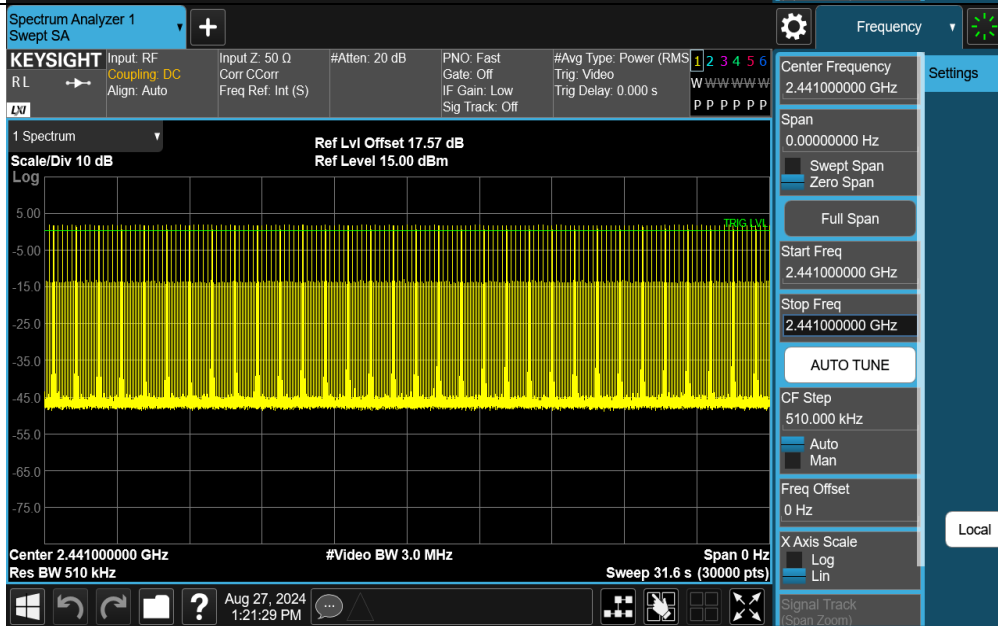 Spectrum Analyzer 1
Swept SA
+
Frequency
KEYSIGHT
RL
LXI
Input: RF
Coupling: DC
Align: Auto
Input Z: 50 Ω
Corr CCorr
Freq Ref: Int (S)
#Atten: 20 dB
PNO: Fast
Gate: Off
IF Gain: Low
Sig Track: Off
#Avg Type: Power (RMS
Trig: Video
Trig Delay: 0.000 s
1 2 3 4 5 6
W W W W W W
P P P P P P
1 Spectrum
Scale/Div 10 dB
Log
Ref Lvl Offset 17.57 dB
Ref Level 15.00 dBm
TRIG LVL
5.00
-5.00
-15.0
-25.0
-35.0
-45.0
-55.0
-65.0
-75.0
Center 2.441000000 GHz
#Video BW 3.0 MHz
Span 0 Hz
Res BW 510 kHz
Sweep 31.6 s (30000 pts)
Center Frequency
2.441000000 GHz
Settings
Span
0.00000000 Hz
Swept Span
Zero Span
Full Span
Start Freq
2.441000000 GHz
Stop Freq
2.441000000 GHz
AUTO TUNE
CF Step
510.000 kHz
Auto
Man
Freq Offset
0 Hz
Local
X Axis Scale
Log
Lin
Signal Track
(Span Zoom)
?
Aug 27, 2024
1:21:29 PM